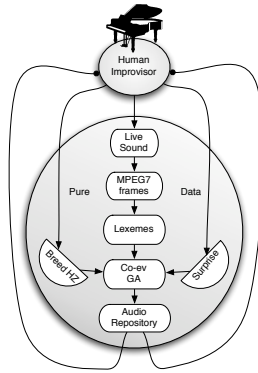 Human
Improvisor
Live
Sound
MPEG7
frames
Pure
Data
Lexemes
Breed HZ
Co-ev
GA
Surprise
Audio
Repository